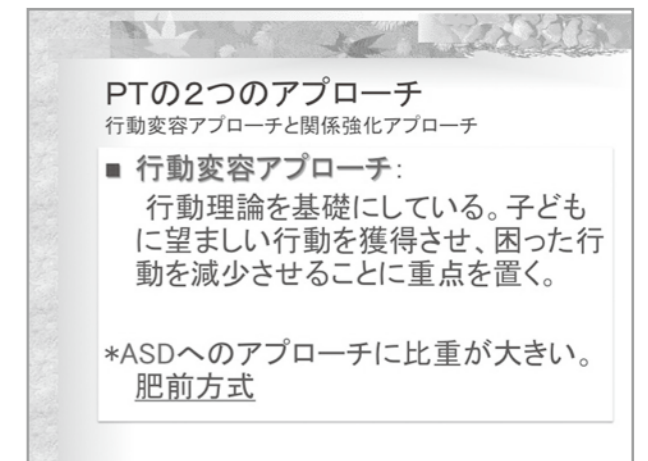 PTの2つのアプローチ
行動変容アプローチと関係強化アプローチ
■ 行動変容アプローチ:
行動理論を基礎にしている。子ども
に望ましい行動を獲得させ、困った行
動を減少させることに重点を置く。
*ASDへのアプローチに比重が大きい。
肥前方式